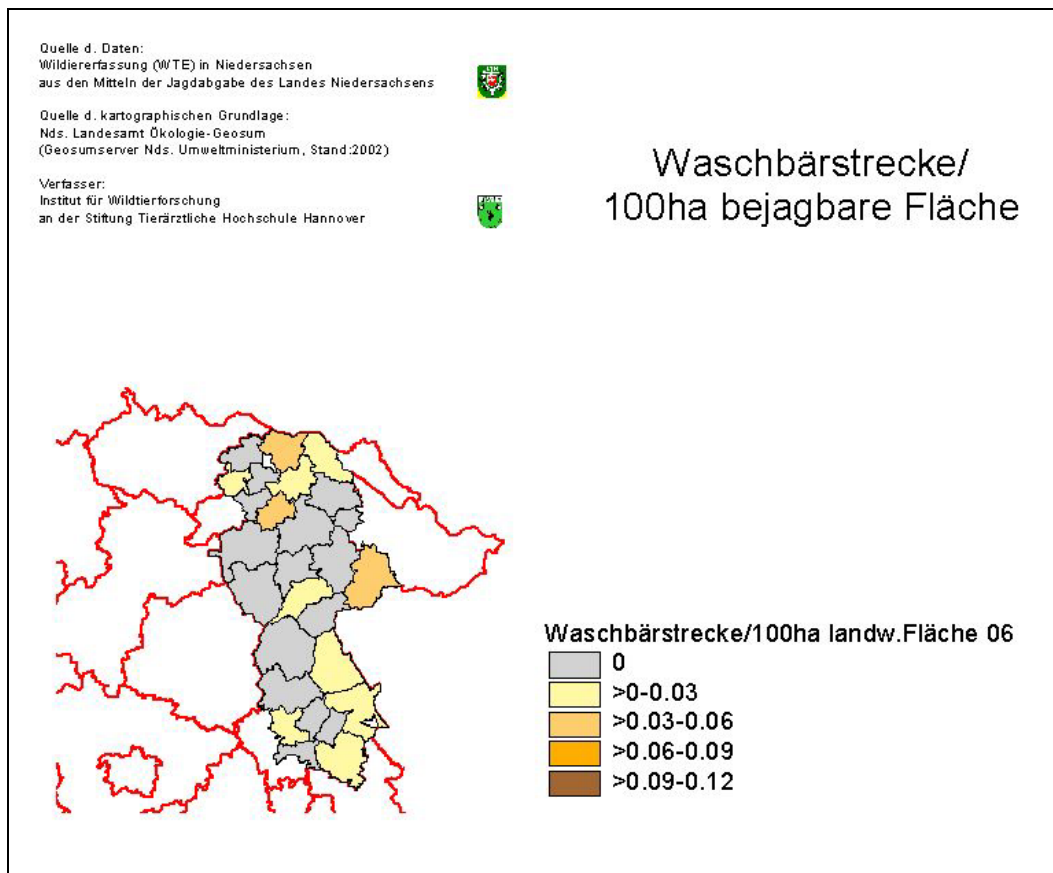 Quelle d. Daten:
Wildiererfassung (WTE) in Niedersachsen
aus den Mitteln der Jagdabgabe des Landes Niedersachsens
Quelle d. kartographischen Grundlage:
Nds. Landesamt Ökologie-Geosum
(Geosumserver Nds. Umweltministerium, Stand:2002)
Verfasser:
Institut für Wildtierforschung
an der Stiftung Tierärztliche Hochschule Hannover
Waschbärstrecke/
100ha bejagbare Fläche
Waschbärstrecke/100ha landw.Fläche 06
0
>0-0.03
>0.03-0.06
>0.06-0.09
>0.09-0.12